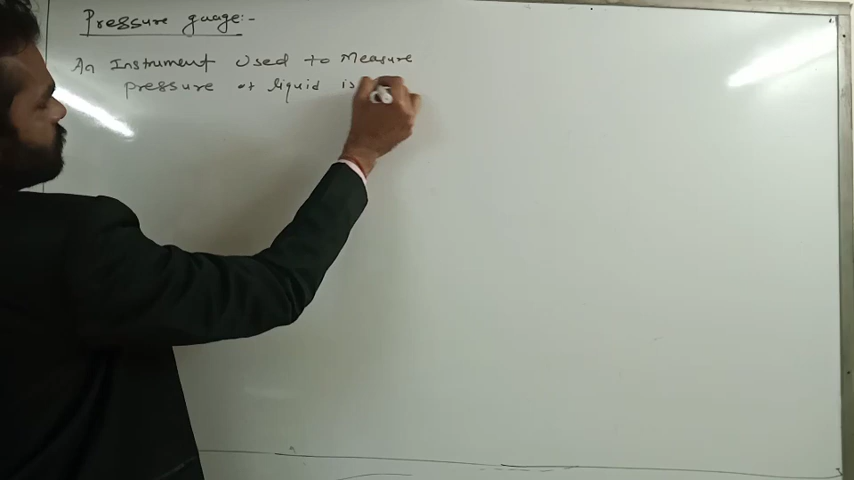 Pressure guage:-
An Instrument Used to Measure
pressure of liquid is